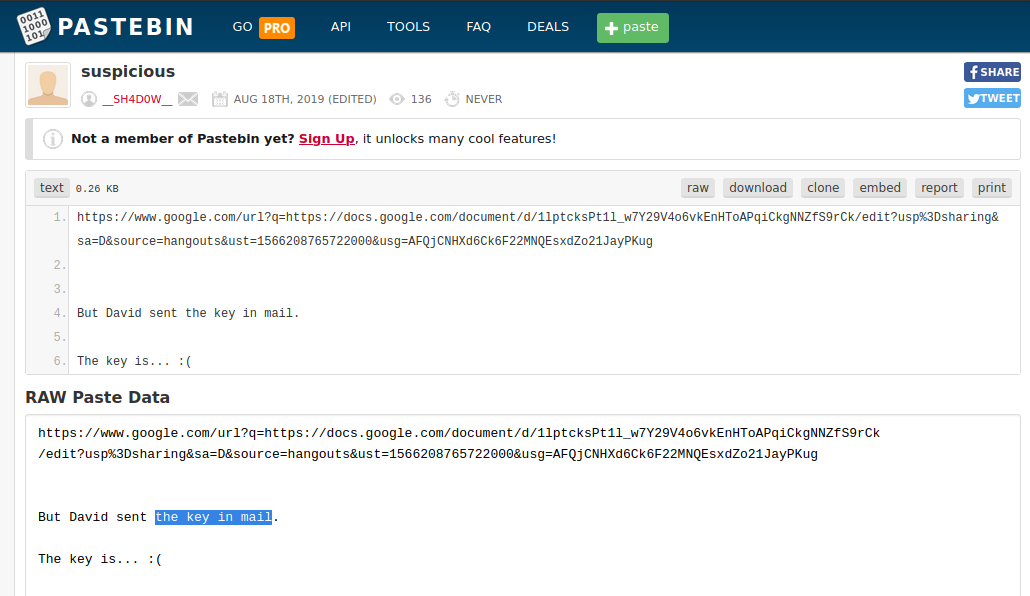 0011
1000
101
PASTEBIN
GO PRO API TOOLS FAQ DEALS + paste
suspicious
__SH4D0W__ AUG 18TH, 2019 (EDITED) 136 NEVER
f SHARE
TWEET
Not a member of Pastebin yet? Sign Up, it unlocks many cool features!
text 0.26 KB raw download clone embed report print
1. https://www.google.com/url?q=https://docs.google.com/document/d/1lptcksPt1l_w7Y29V4o6vkEnHToAPqiCkgNNZfS9rCk/edit?usp%3Dsharing&
sa=D&source=hangouts&ust=1566208765722000&usg=AFQjCNHXd6Ck6F22MNQEsxdZo21JayPKug
2.
3.
4. But David sent the key in mail.
5.
6. The key is... :(
RAW Paste Data
https://www.google.com/url?q=https://docs.google.com/document/d/1lptcksPt1l_w7Y29V4o6vkEnHToAPqiCkgNNZfS9rCk
/edit?usp%3Dsharing&sa=D&source=hangouts&ust=1566208765722000&usg=AFQjCNHXd6Ck6F22MNQEsxdZo21JayPKug
But David sent the key in mail.
The key is... :(